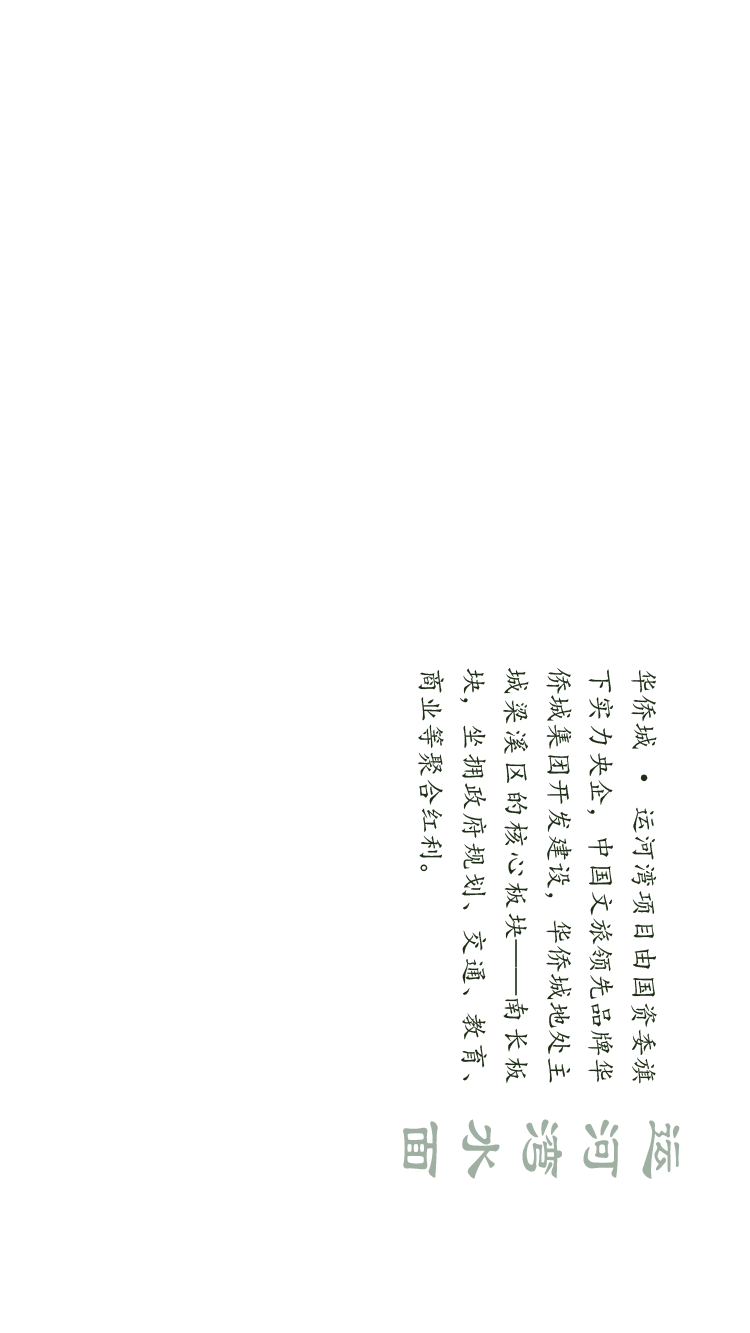 华侨城 · 运河湾项目由国资委旗
下实力央企，中国文旅领先品牌华
侨城集团开发建设，华侨城地处主
城梁溪区的核心板块——南长板
块，坐拥政府规划、交通、教育、
商业等聚合红利。
运河湾水面